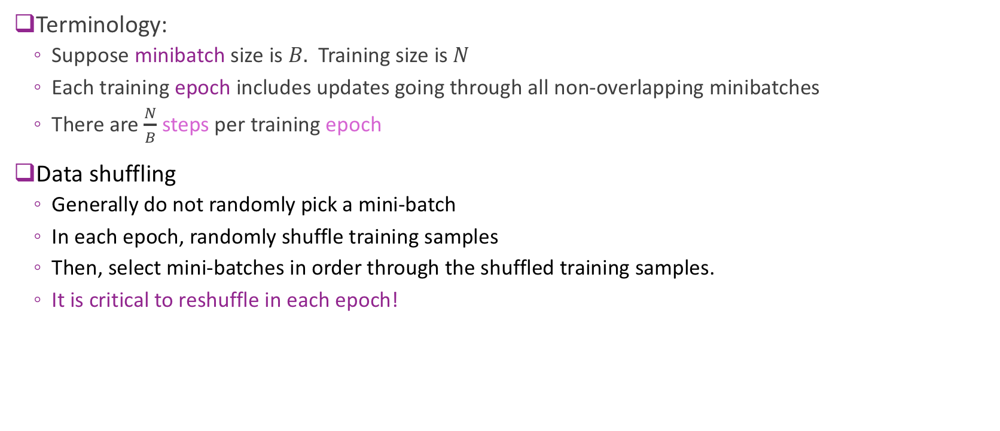 ❑Terminology:
◦ Suppose minibatch size is B. Training size is N
◦ Each training epoch includes updates going through all non-overlapping minibatches
◦ There are N/B steps per training epoch
❑Data shuffling
◦ Generally do not randomly pick a mini-batch
◦ In each epoch, randomly shuffle training samples
◦ Then, select mini-batches in order through the shuffled training samples.
◦ It is critical to reshuffle in each epoch!